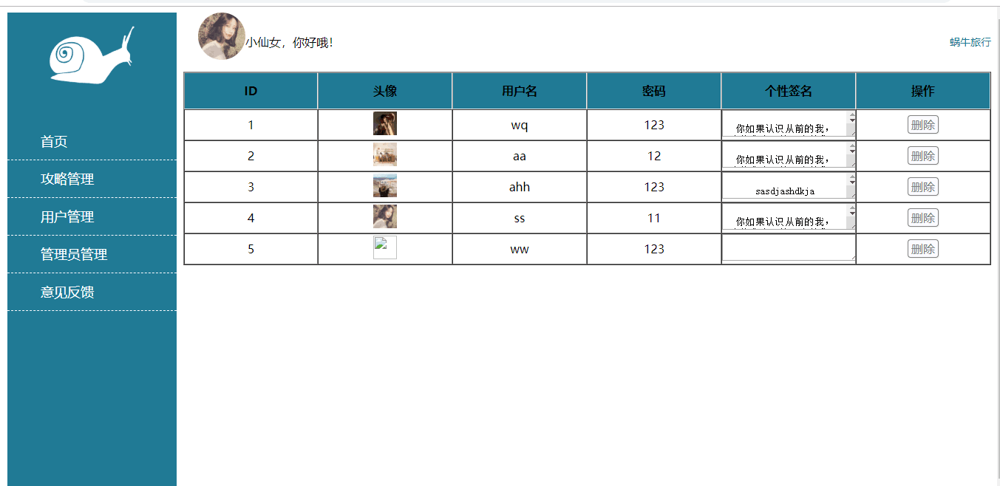 小仙女，你好哦！
蜗牛旅行
首页
攻略管理
用户管理
管理员管理
意见反馈
ID 头像 用户名 密码 个性签名 操作
1 wq 123 你如果认识从前的我， 删除
2 aa 12 你如果认识从前的我， 删除
3 ahh 123 sasdjashdkja 删除
4 ss 11 你如果认识从前的我， 删除
5 ww 123 删除